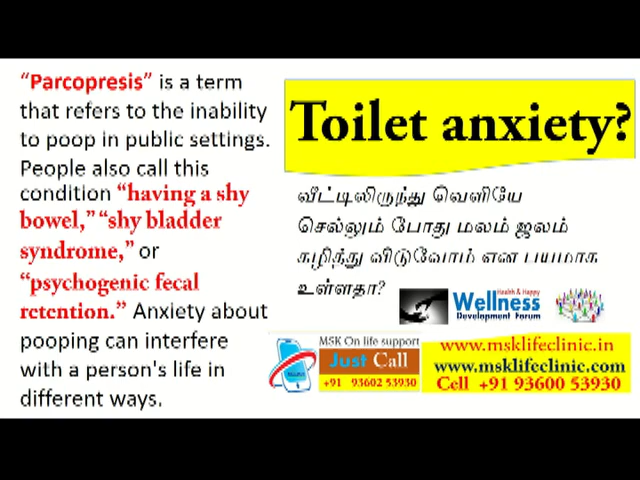 “Parcopresis” is a term
that refers to the inability
to poop in public settings.
People also call this
condition “having a shy
bowel,” “shy bladder
syndrome,” or
“psychogenic fecal
retention.” Anxiety about
pooping can interfere
with a person's life in
different ways.
Toilet anxiety?
வீட்டிலிருந்து வெளியே
செல்லும் போது மலம் ஜலம்
கழித்து விடுவோம் என பயமாக
உள்ளதா?
Health & Happy
Wellness
Development Forum
MSK On life support
Just Call
+91 93602 53930
www.msklifeclinic.in
www.msklifeclinic.com
Cell +91 93600 53930